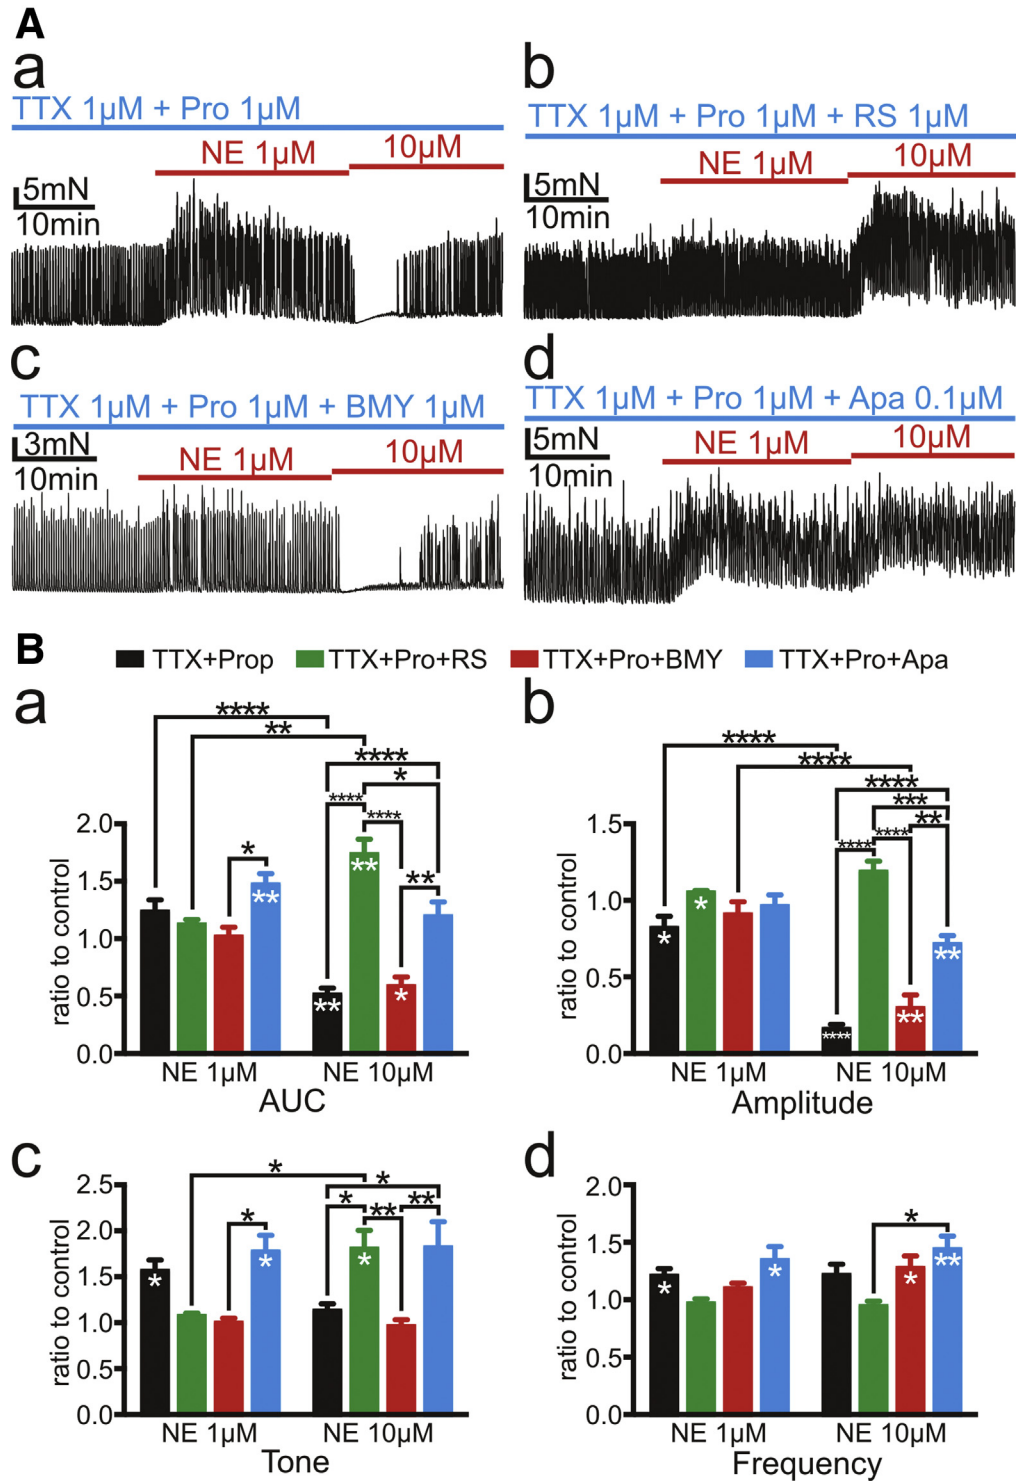 A
a
TTX 1µM + Pro 1µM
NE 1µM
10µM
5mN
10min
b
TTX 1µM + Pro 1µM + RS 1µM
NE 1µM
10µM
5mN
10min
c
TTX 1µM + Pro 1µM + BMY 1µM
NE 1µM
10µM
3mN
10min
d
TTX 1µM + Pro 1µM + Apa 0.1µM
NE 1µM
10µM
5mN
10min
B
TTX+Prop TTX+Pro+RS TTX+Pro+BMY TTX+Pro+Apa
a
****
**
****
*
****
****
*
**
**
**
**
*
2.0
1.5
1.0
0.5
0.0
ratio to control
NE 1µM NE 10µM
AUC
b
****
****
****
***
**
****
****
*
*
****
**
**
1.5
1.0
0.5
0.0
ratio to control
NE 1µM NE 10µM
Amplitude
c
*
*
*
**
**
*
*
*
*
2.5
2.0
1.5
1.0
0.5
0.0
ratio to control
NE 1µM NE 10µM
Tone
d
*
*
*
*
**
2.0
1.5
1.0
0.5
0.0
ratio to control
NE 1µM NE 10µM
Frequency